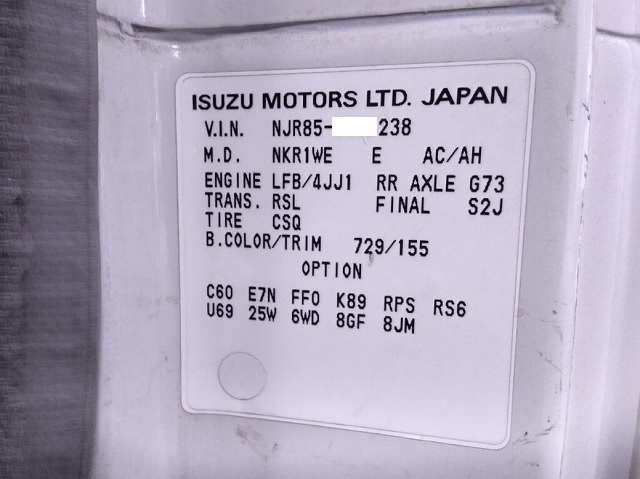 ISUZU MOTORS LTD. JAPAN
V.I.N. NJR85- 238
M.D. NKR1WE E AC/AH
ENGINE LFB/4JJ1 RR AXLE G73
TRANS. RSL FINAL S2J
TIRE CSQ
B.COLOR/TRIM 729/155
OPTION
C60 E7N FF0 K89 RPS RS6
U69 25W 6WD 8GF 8JM